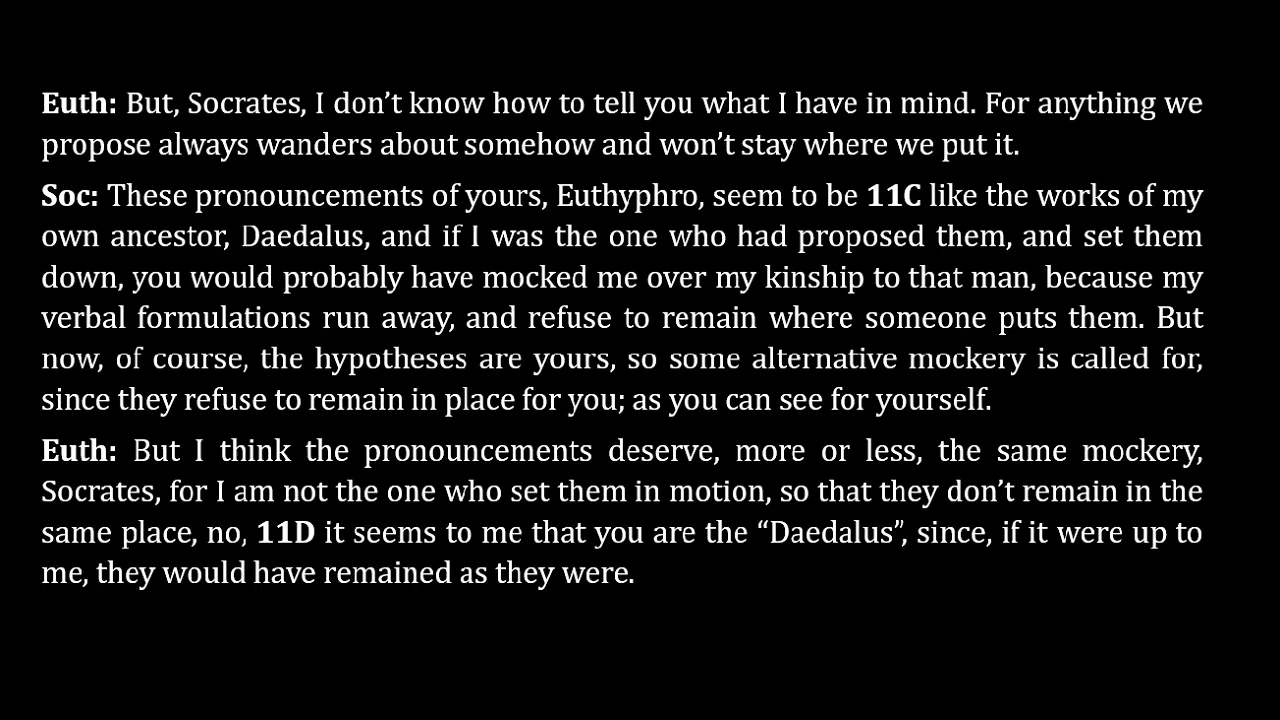 Euth: But, Socrates, I don’t know how to tell you what I have in mind. For anything we
propose always wanders about somehow and won’t stay where we put it.
Soc: These pronouncements of yours, Euthyphro, seem to be 11C like the works of my
own ancestor, Daedalus, and if I was the one who had proposed them, and set them
down, you would probably have mocked me over my kinship to that man, because my
verbal formulations run away, and refuse to remain where someone puts them. But
now, of course, the hypotheses are yours, so some alternative mockery is called for,
since they refuse to remain in place for you; as you can see for yourself.
Euth: But I think the pronouncements deserve, more or less, the same mockery,
Socrates, for I am not the one who set them in motion, so that they don’t remain in the
same place, no, 11D it seems to me that you are the “Daedalus”, since, if it were up to
me, they would have remained as they were.